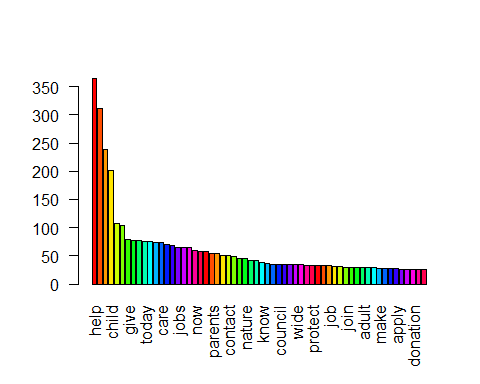 350
300
250
200
150
100
50
0
help
child
give
today
care
jobs
now
parents
contact
nature
know
council
wide
protect
job
join
adult
make
apply
donation